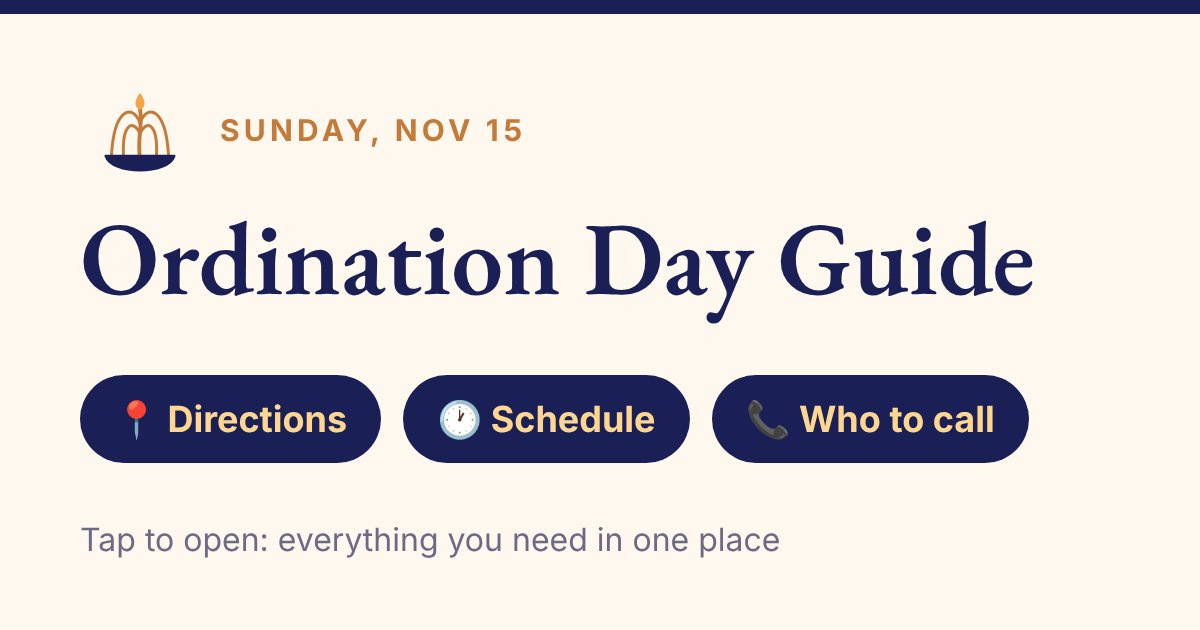 SUNDAY, NOV 15
Ordination Day Guide
📍 Directions
🕐 Schedule
📞 Who to call
Tap to open: everything you need in one place